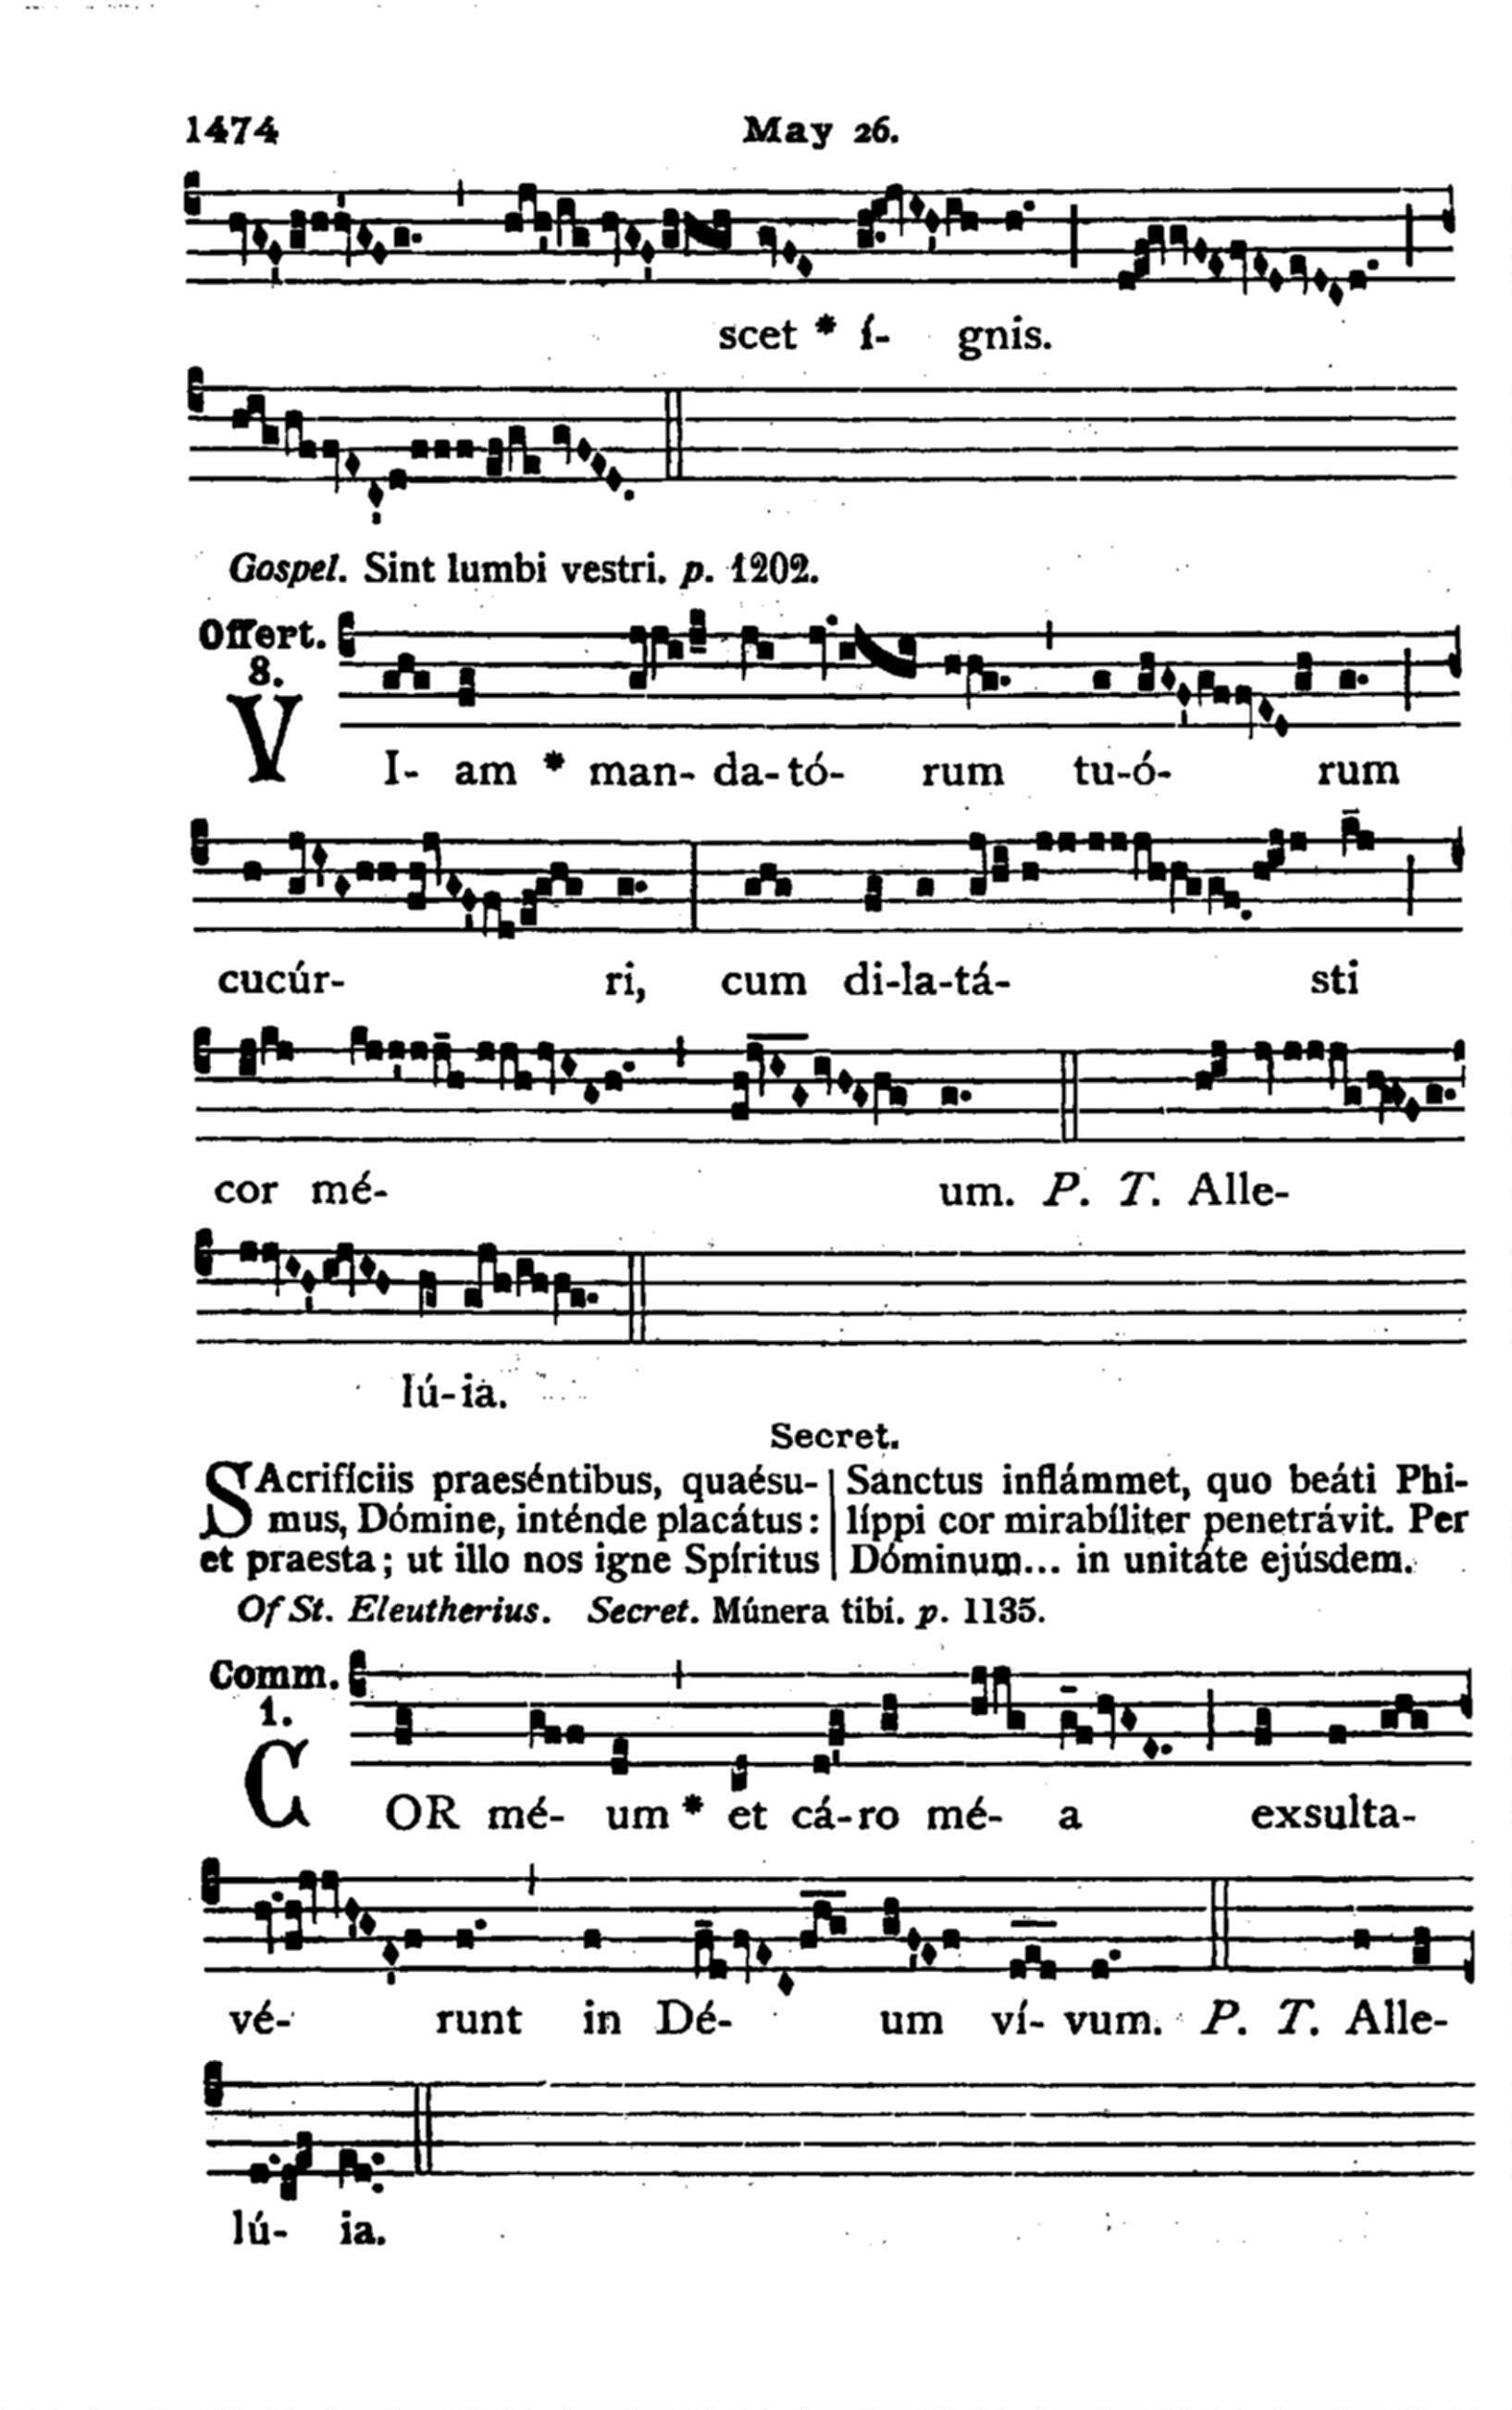 1474 May 26.
scet * í- gnis.
Gospel. Sint lumbi vestri. p. 1202.
Offert.
8.
VI- am * man- da-tó- rum tu-ó- rum
cucúr- ri, cum di-la-tá- sti
cor mé- um. P. T. Alle-
lú-ia.
Secret.
SAcrifíciis praeséntibus, quaésu-
mus, Dómine, inténde placátus:
et praesta; ut illo nos igne Spíritus
Sanctus inflámmet, quo beáti Phi-
líppi cor mirabíliter penetrávit. Per
Dóminum... in unitáte ejúsdem.
Of St. Eleutherius. Secret. Múnera tibi. p. 1135.
Comm.
1.
COR mé- um * et cá-ro mé- a exsulta-
vé- runt in Dé- um ví- vum. P. T. Alle-
lú- ia.